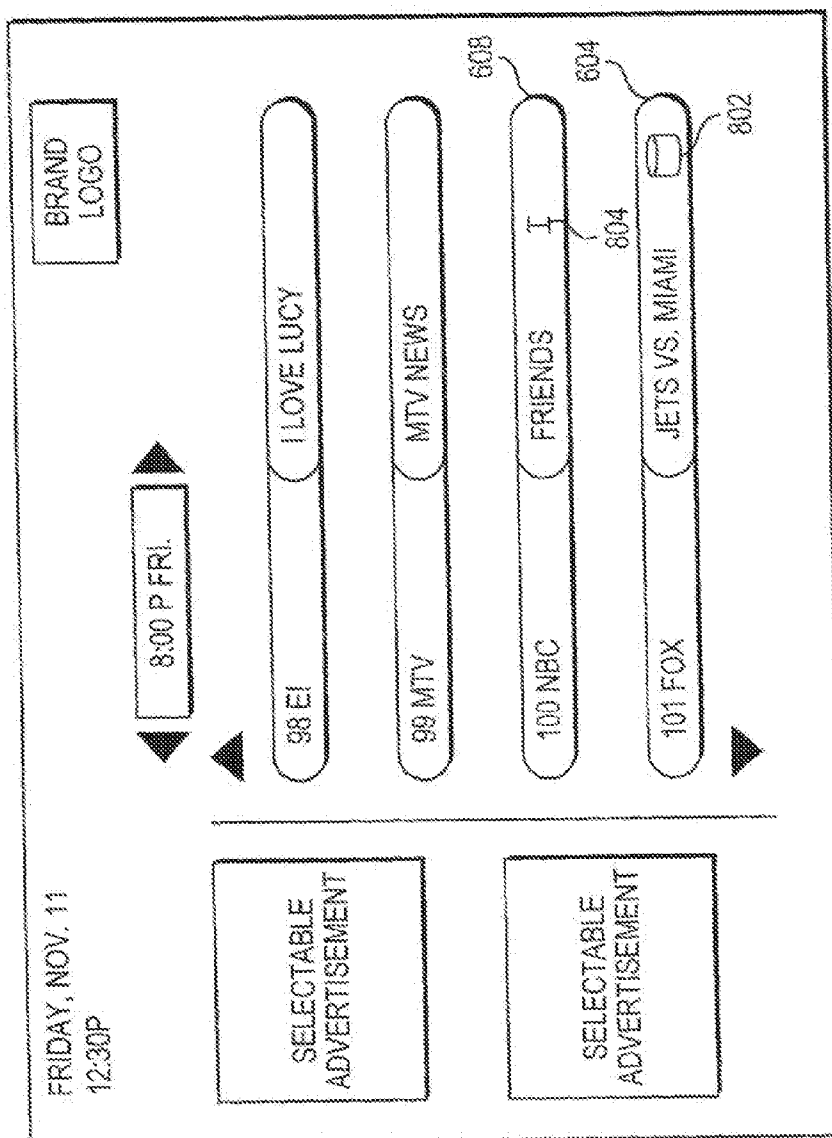 FRIDAY, NOV. 11
12:30P
BRAND
LOGO
8:00 P FRI.
SELECTABLE
ADVERTISEMENT
SELECTABLE
ADVERTISEMENT
98 EI
I LOVE LUCY
99 MTV
MTV NEWS
100 NBC
FRIENDS
I
804
608
101 FOX
JETS VS. MIAMI
604
802